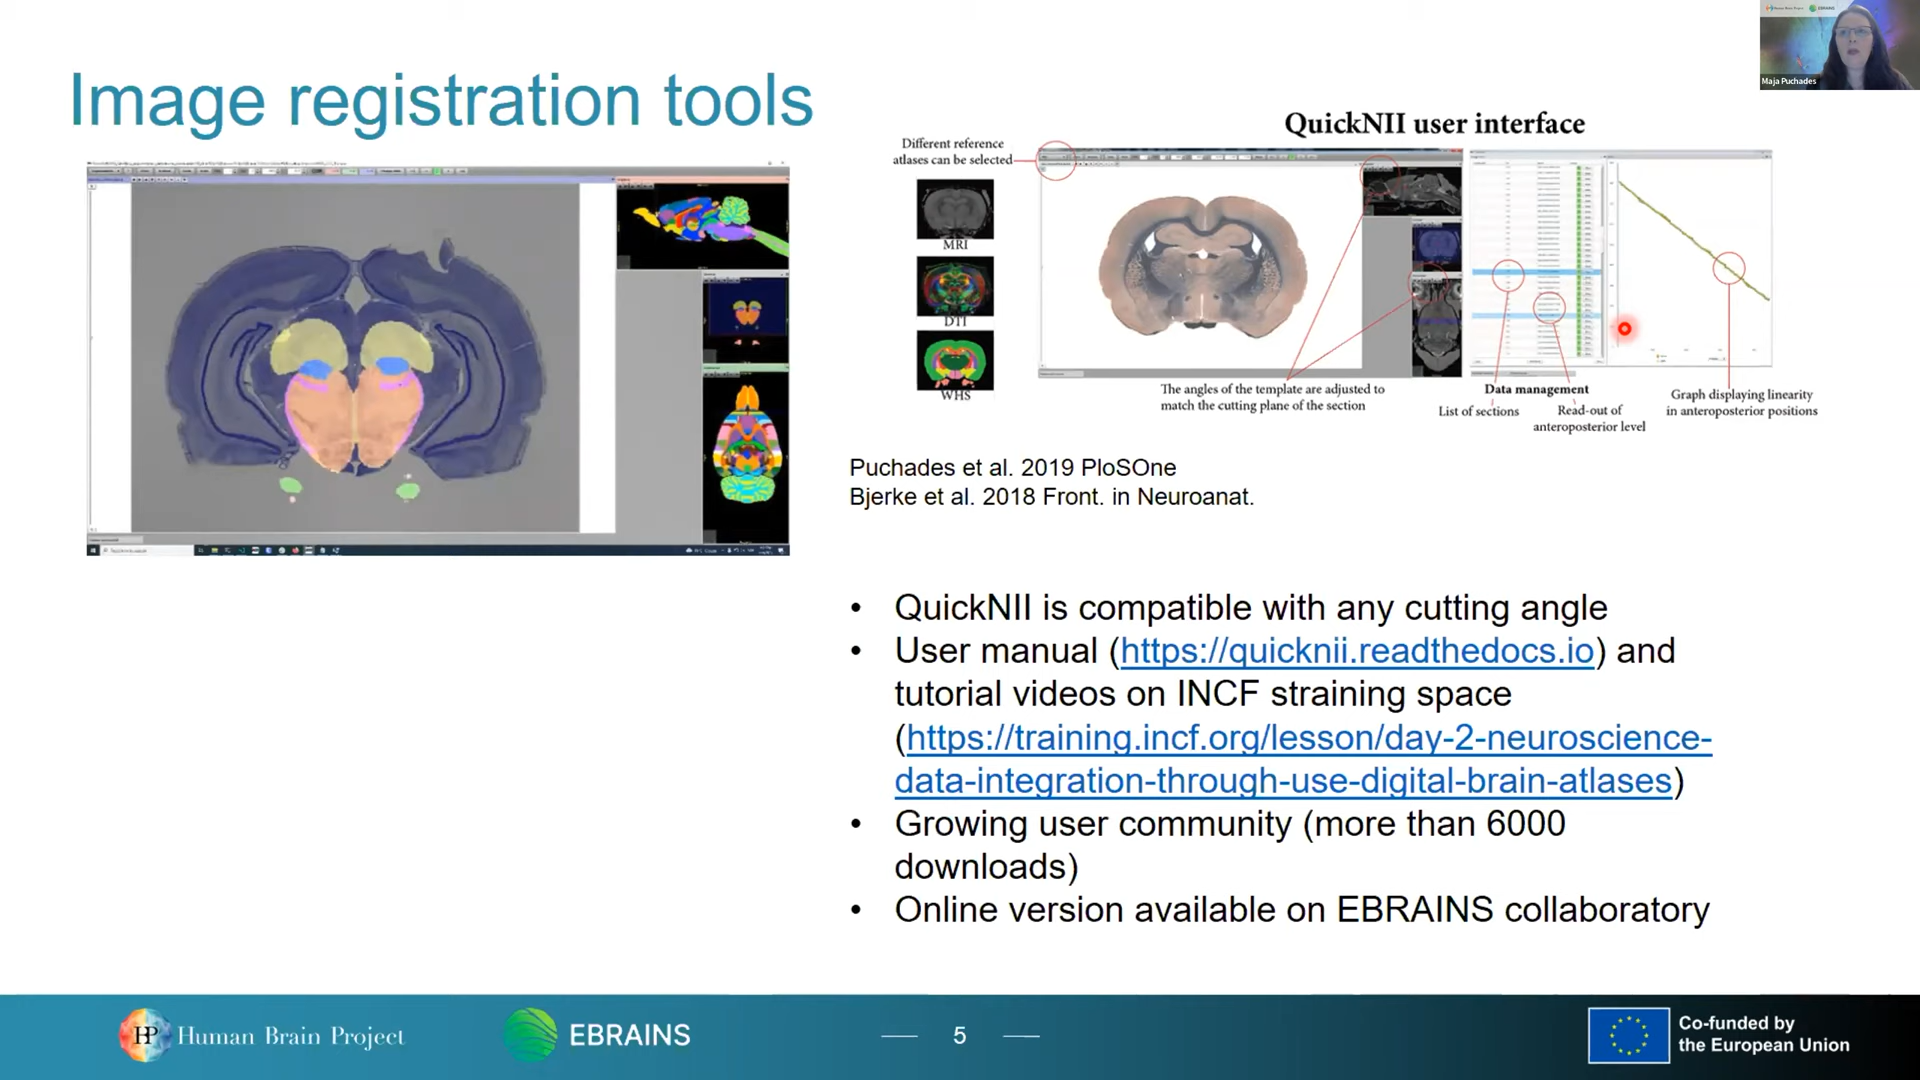 Human Brain Project EBRAINS
Maja Puchades
Image registration tools
QuickNII user interface
Different reference
atlases can be selected
MRI
DTI
WHS
The angles of the template are adjusted to
match the cutting plane of the section
Data management
List of sections
Read-out of
anteroposterior level
Graph displaying linearity
in anteroposterior positions
Puchades et al. 2019 PloSOne
Bjerke et al. 2018 Front. in Neuroanat.
• QuickNII is compatible with any cutting angle
• User manual (https://quicknii.readthedocs.io) and
tutorial videos on INCF straining space
(https://training.incf.org/lesson/day-2-neuroscience-
data-integration-through-use-digital-brain-atlases)
• Growing user community (more than 6000
downloads)
• Online version available on EBRAINS collaboratory
HP Human Brain Project
EBRAINS
5
Co-funded by
the European Union